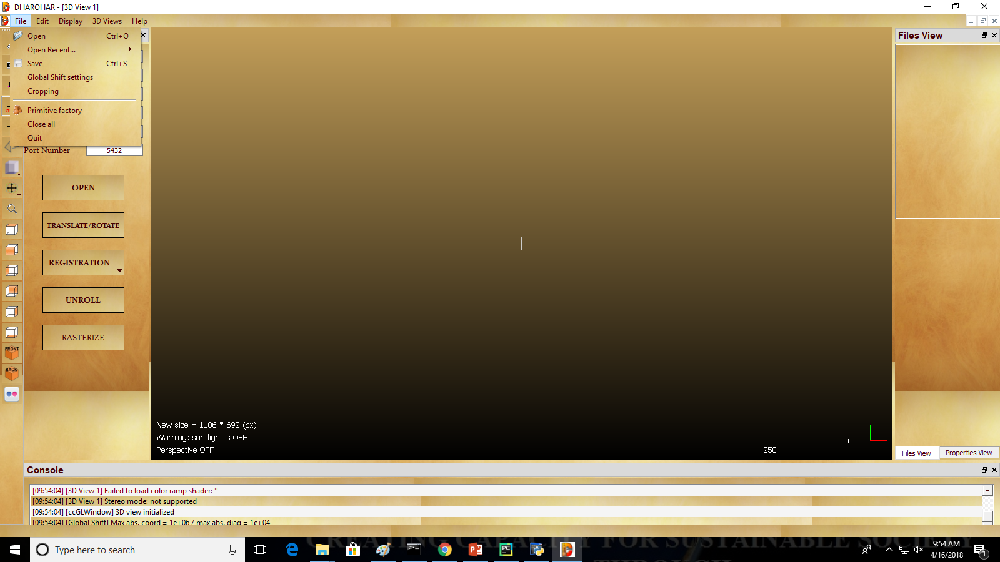 DHAROHAR - [3D View 1]
File Edit Display 3D Views Help
Open Ctrl+O
Open Recent...
Save Ctrl+S
Global Shift settings
Cropping
Primitive factory
Close all
Quit
Port Number 5432
OPEN
TRANSLATE/ROTATE
REGISTRATION
UNROLL
RASTERIZE
FRONT
BACK
New size = 1186 * 692 (px)
Warning: sun light is OFF
Perspective OFF
250
Files View
Files View Properties View
Console
[09:54:04] [3D View 1] Failed to load color ramp shader: ''
[09:54:04] [3D View 1] Stereo mode: not supported
[09:54:04] [ccGLWindow] 3D view initialized
[09:54:04] [Global Shift] Max abs. coord = 1e+06 / max abs. diag = 1e+04
CREATING CAPACITY FOR SUSTAINABLE SOCIETY
THROUGH
Type here to search
PC
9:54 AM
4/16/2018
1